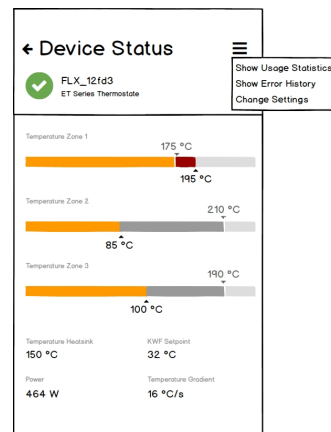 Device Status
FLX_12fd3
ET Series Thermostate
Show Usage Statistics
Show Error History
Change Settings
Temperature Zone 1
175 °C
195 °C
Temperature Zone 2
210 °C
85 °C
Temperature Zone 3
190 °C
100 °C
Temperature Heatsink
KWF Setpoint
150 °C
32 °C
Power
Temperature Gradient
464 W
16 °C/s